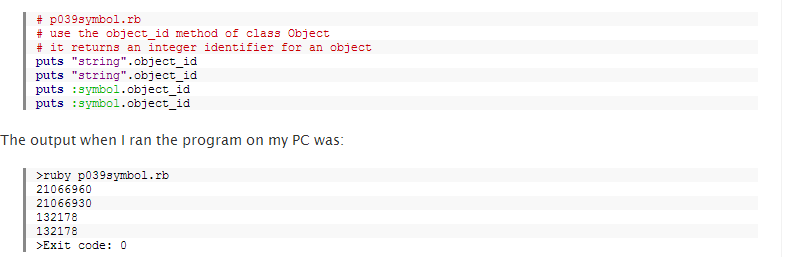 # p039symbol.rb
# use the object_id method of class Object
# it returns an integer identifier for an object
puts "string".object_id
puts "string".object_id
puts :symbol.object_id
puts :symbol.object_id
The output when I ran the program on my PC was:
>ruby p039symbol.rb
21066960
21066930
132178
132178
>Exit code: 0